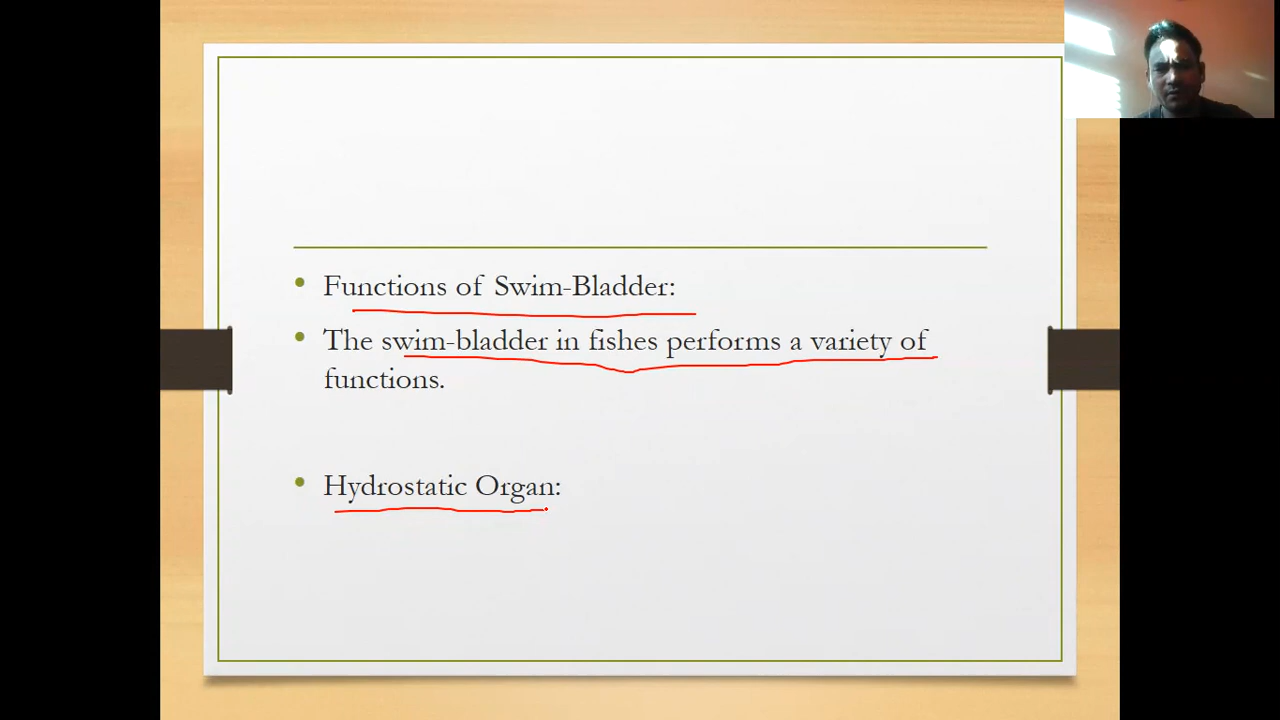 Functions of Swim-Bladder:
The swim-bladder in fishes performs a variety of
functions.
Hydrostatic Organ: